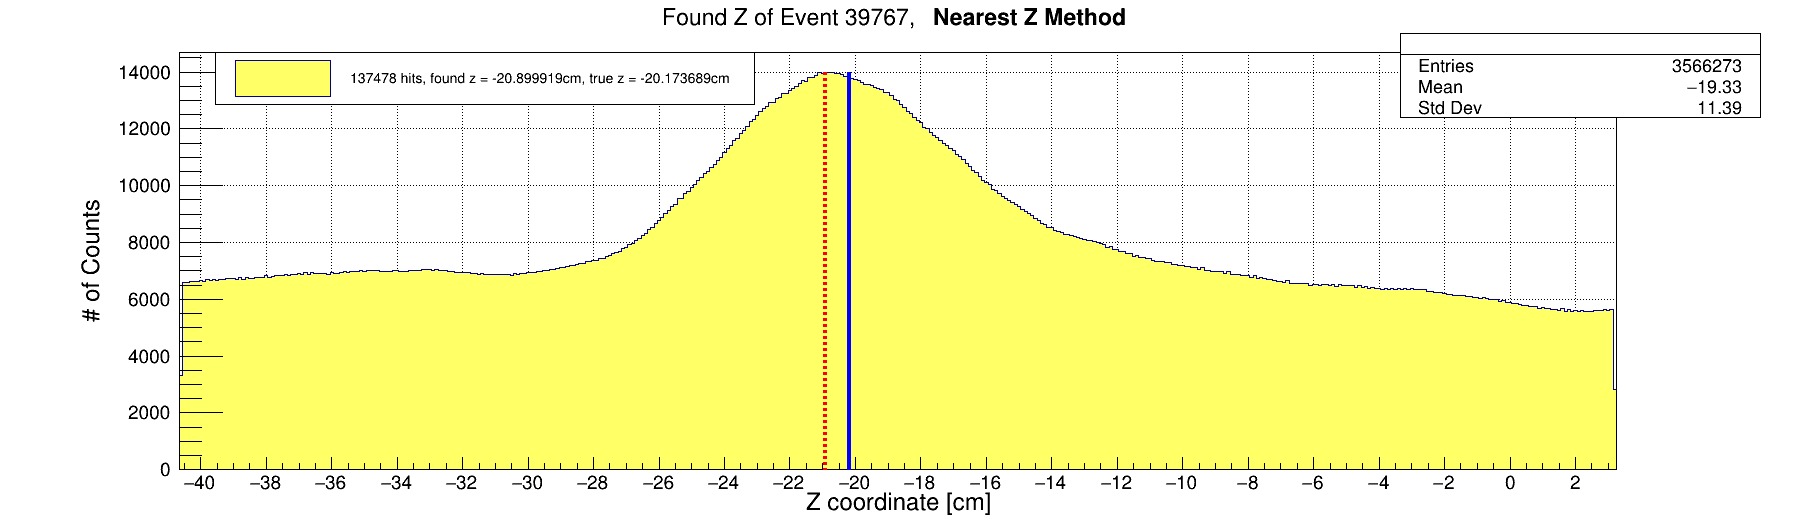 Found Z of Event 39767, Nearest Z Method
137478 hits, found z = -20.899919cm, true z = -20.173689cm
Entries 3566273
Mean −19.33
Std Dev 11.39
# of Counts
14000
12000
10000
8000
6000
4000
2000
0
−40 −38 −36 −34 −32 −30 −28 −26 −24 −22 −20 −18 −16 −14 −12 −10 −8 −6 −4 −2 0 2
Z coordinate [cm]